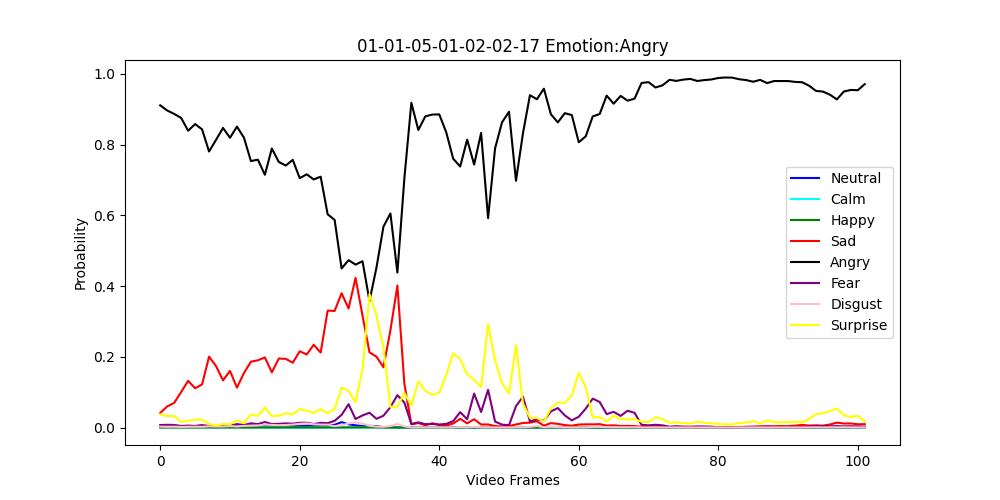 01-01-05-01-02-02-17 Emotion:Angry
1.0
0.8
0.6
0.4
0.2
0.0
Probability
0
20
40
60
80
100
Video Frames
Neutral
Calm
Happy
Sad
Angry
Fear
Disgust
Surprise